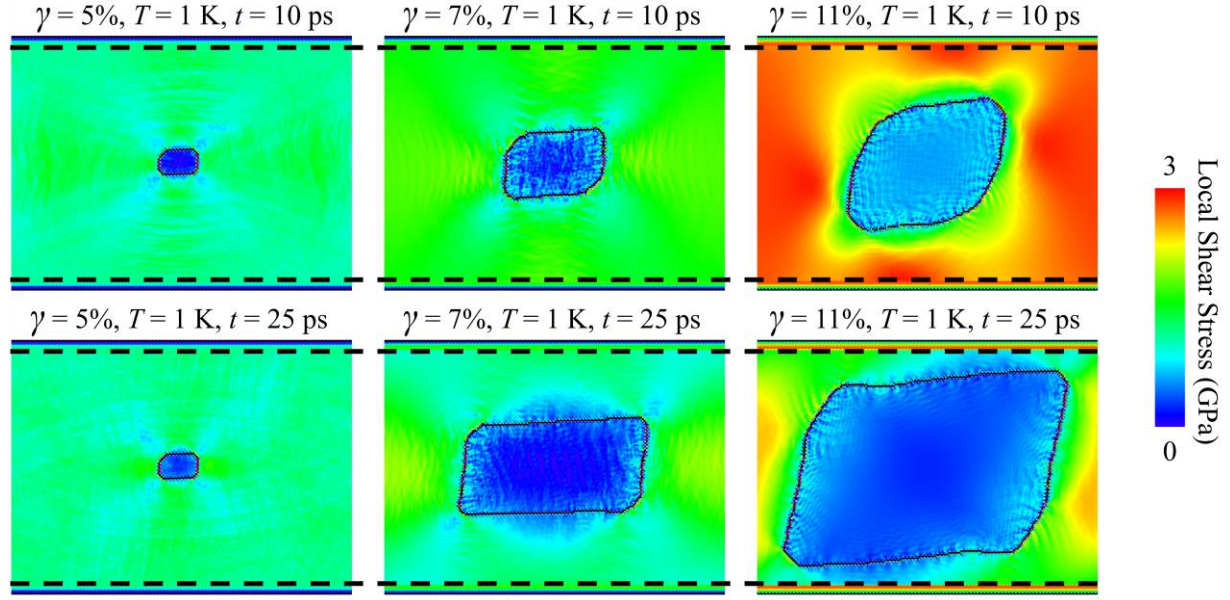 γ = 5%, T = 1 K, t = 10 ps
γ = 7%, T = 1 K, t = 10 ps
γ = 11%, T = 1 K, t = 10 ps
γ = 5%, T = 1 K, t = 25 ps
γ = 7%, T = 1 K, t = 25 ps
γ = 11%, T = 1 K, t = 25 ps
3
0
Local Shear Stress (GPa)